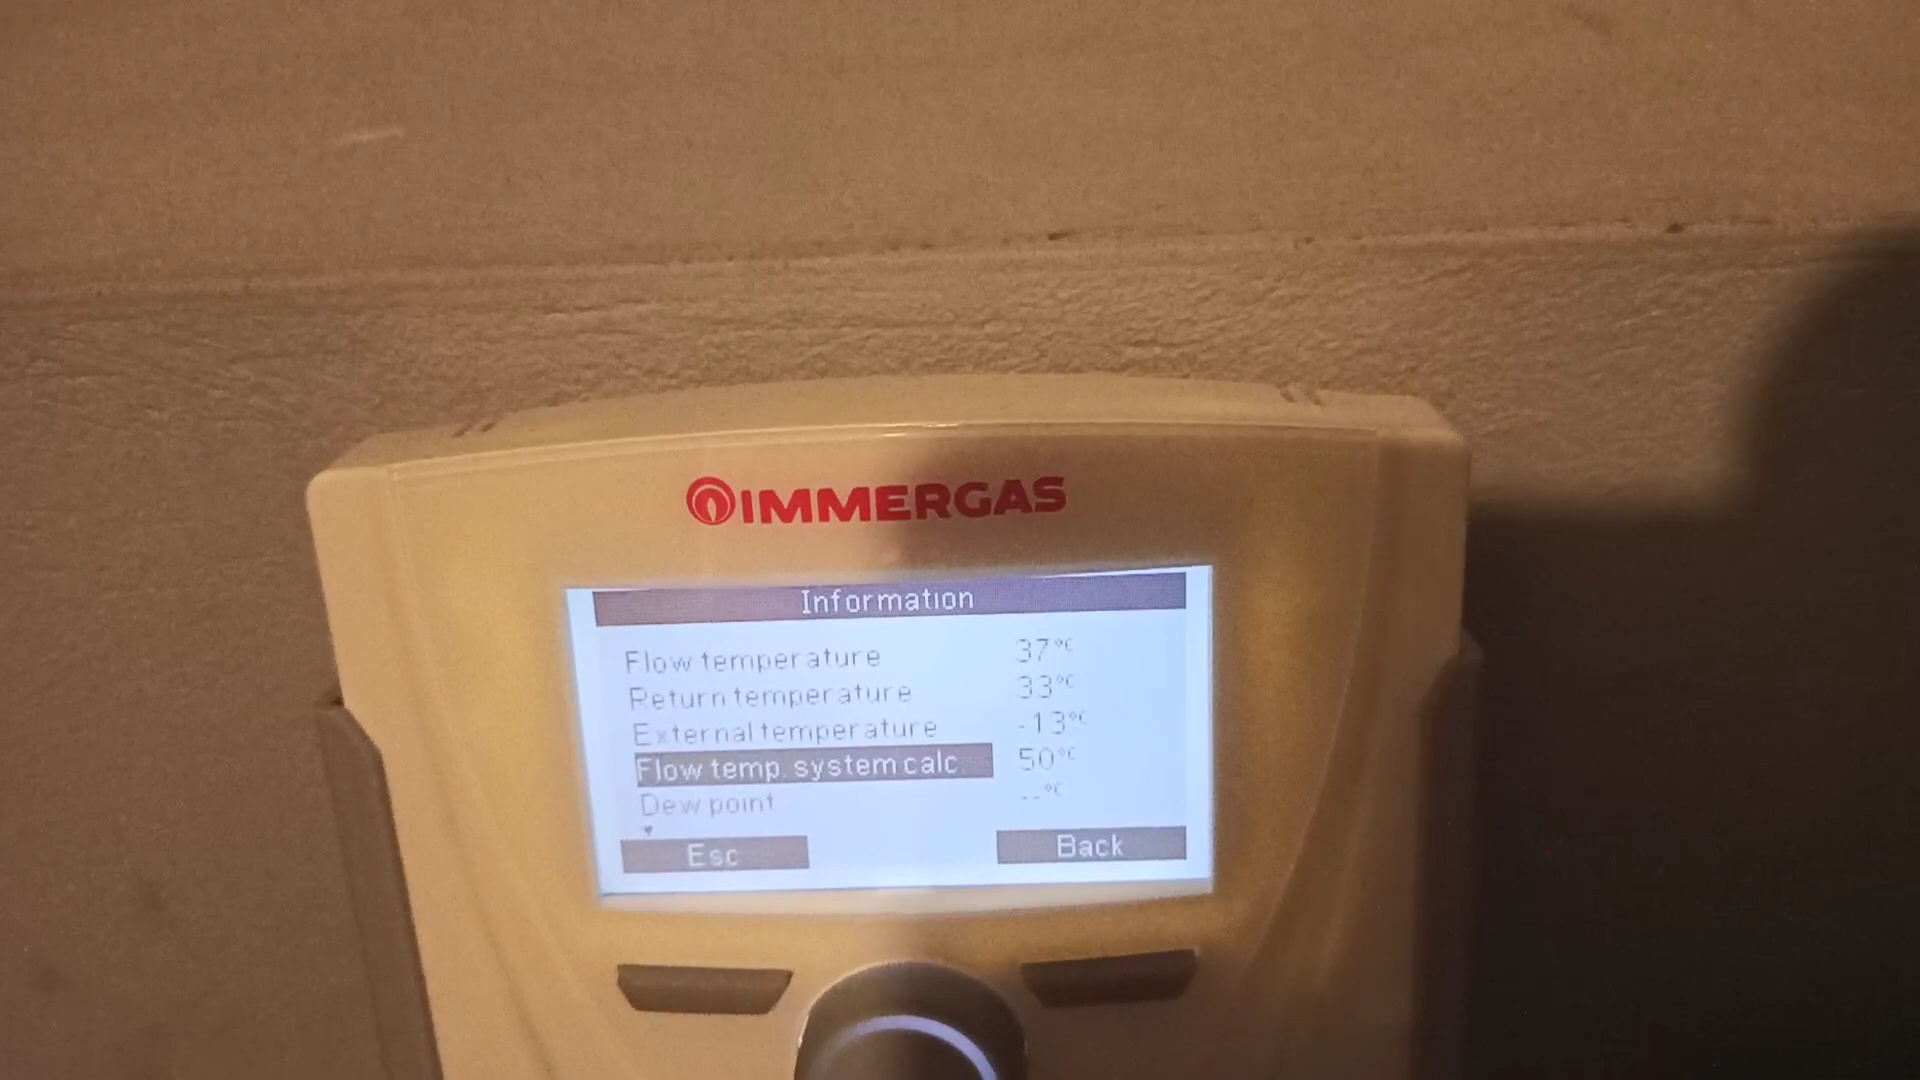 IMMERGAS
Information
Flow temperature 37°C
Return temperature 33°C
External temperature -13°C
Flow temp. system calc. 50°C
Dew point --°C
Esc Back